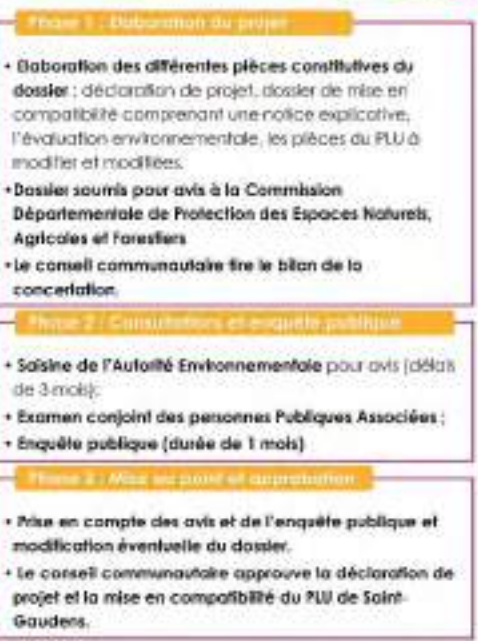 Phase 1 : Elaboration du projet
• Elaboration des différentes pièces constitutives du
dossier : déclaration de projet, dossier de mise en
compatibilité comprenant une notice explicative,
l'évaluation environnementale, les pièces du PLU à
modifier et modifiées.
• Dossier soumis pour avis à la Commission
Départementale de Protection des Espaces Naturels,
Agricoles et Forestiers
• Le conseil communautaire tire le bilan de la
concertation.
Phase 2 : Consultations et enquête publique
• Saisine de l'Autorité Environnementale pour avis (délais
de 3 mois);
• Examen conjoint des personnes Publiques Associées ;
• Enquête publique (durée de 1 mois)
Phase 3 : Mise au point et approbation
• Prise en compte des avis et de l'enquête publique et
modification éventuelle du dossier.
• Le conseil communautaire approuve la déclaration de
projet et la mise en compatibilité du PLU de Saint-
Gaudens.